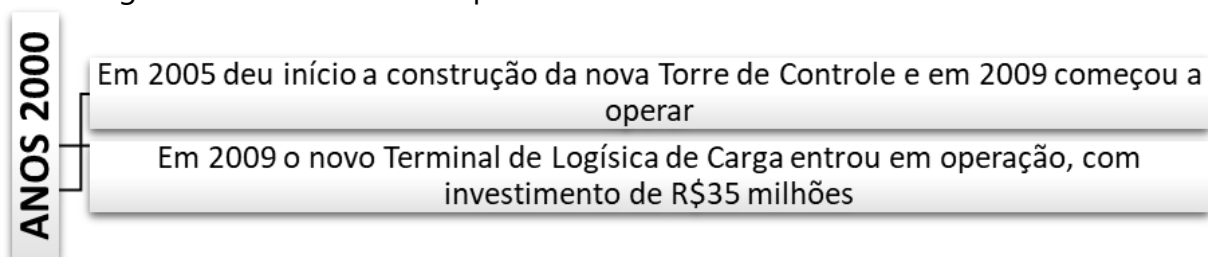 ANOS 2000
Em 2005 deu início a construção da nova Torre de Controle e em 2009 começou a
operar
Em 2009 o novo Terminal de Logísica de Carga entrou em operação, com
investimento de R$35 milhões